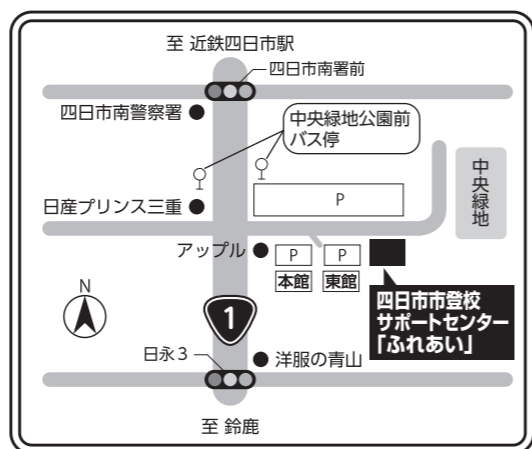 至 近鉄四日市駅
四日市南署前
四日市南警察署
中央緑地公園前
バス停
中央緑地
日産プリンス三重
P
アップル
P
P
本館
東館
四日市市登校
サポートセンター
「ふれあい」
N
1
日永3
洋服の青山
至 鈴鹿